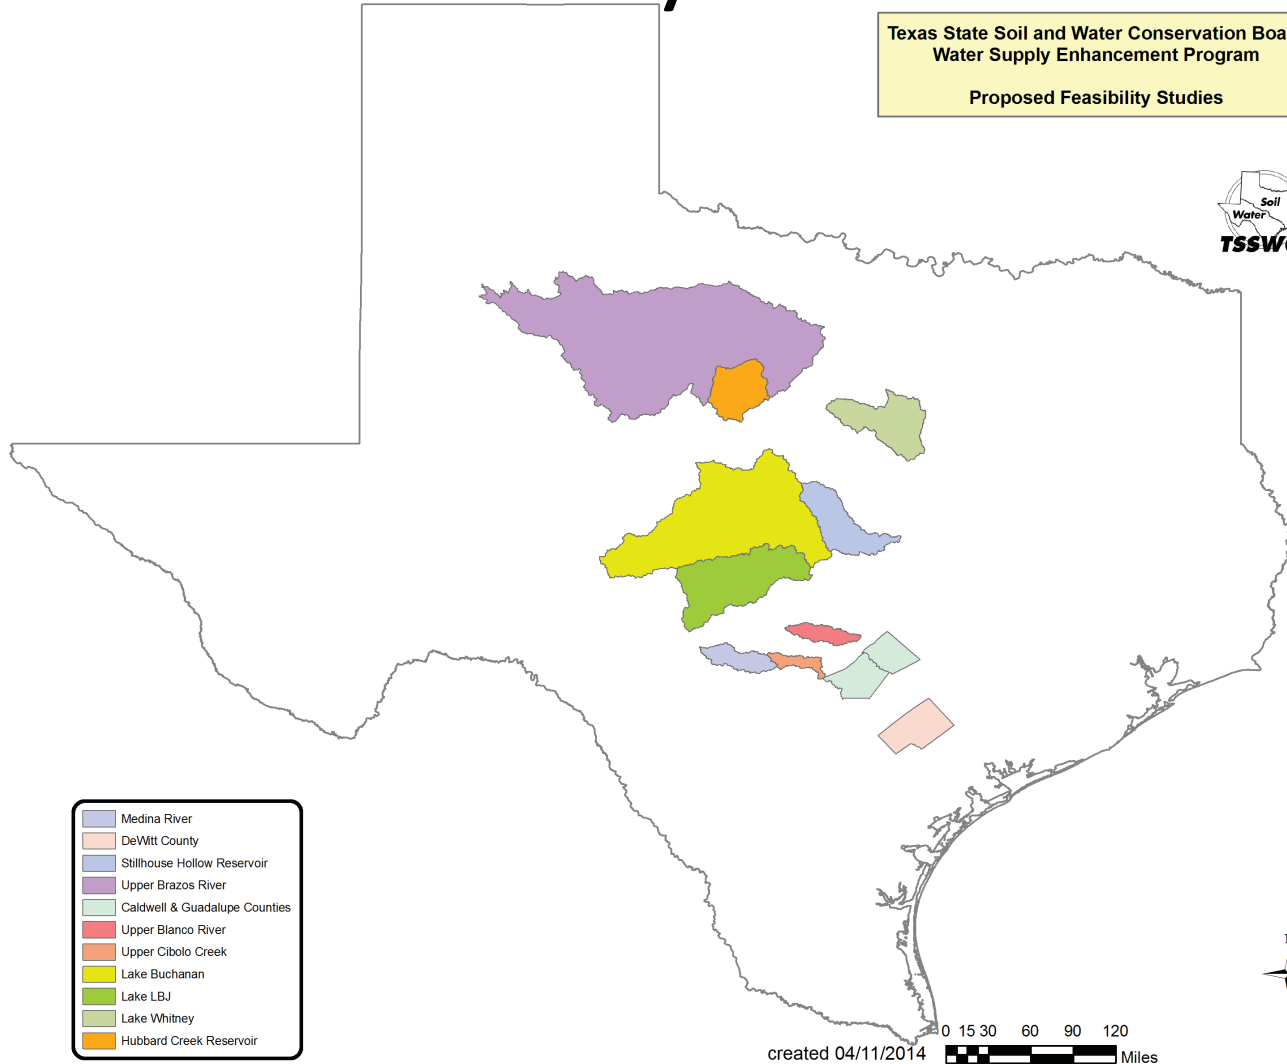 Texas State Soil and Water Conservation Boa
Water Supply Enhancement Program
Proposed Feasibility Studies
Soil
Water
TSSW
Medina River
DeWitt County
Stillhouse Hollow Reservoir
Upper Brazos River
Caldwell & Guadalupe Counties
Upper Blanco River
Upper Cibolo Creek
Lake Buchanan
Lake LBJ
Lake Whitney
Hubbard Creek Reservoir
0 15 30 60 90 120
created 04/11/2014
Miles